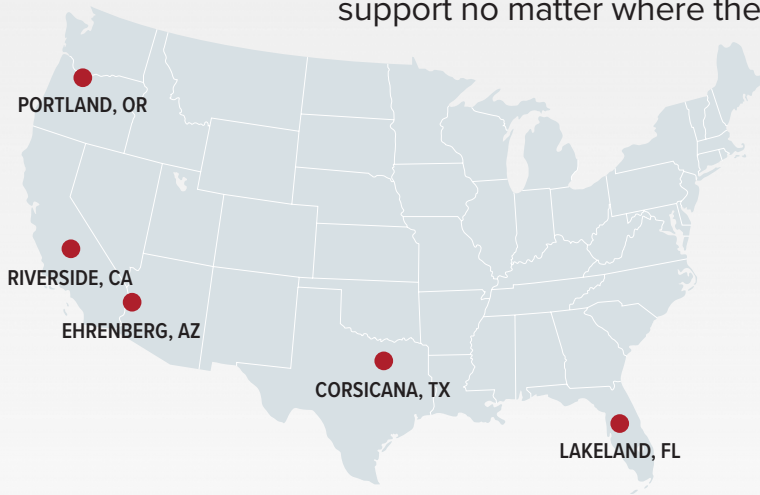 support no matter where the
PORTLAND, OR
RIVERSIDE, CA
EHRENBERG, AZ
CORSICANA, TX
LAKELAND, FL